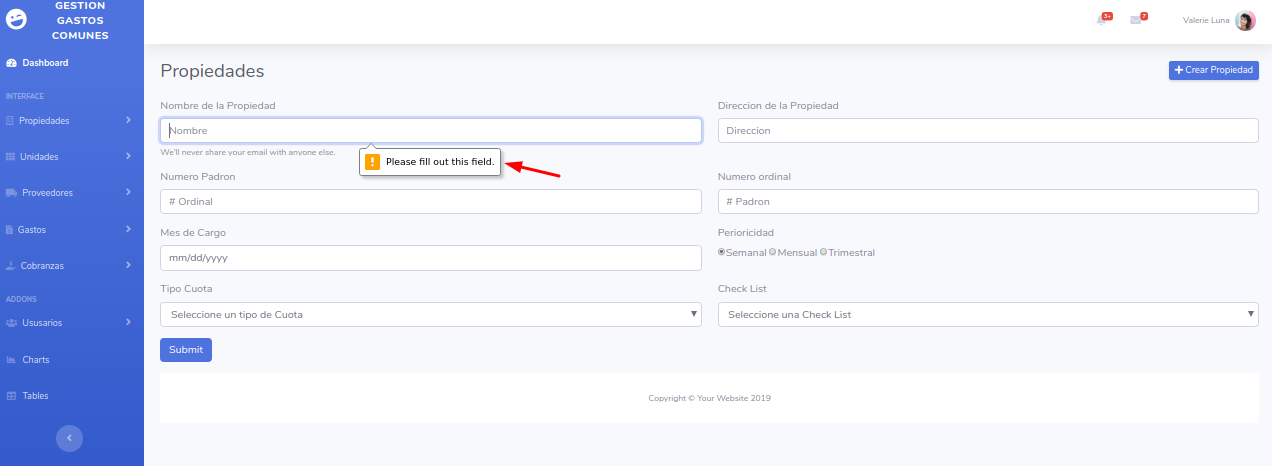 GESTION
GASTOS
COMUNES
3+
7
Valerie Luna
Dashboard
INTERFACE
Propiedades
Unidades
Proveedores
Gastos
Cobranzas
ADDONS
Ususarios
Charts
Tables
Propiedades
Crear Propiedad
Nombre de la Propiedad
Direccion de la Propiedad
Nombre
Direccion
We'll never share your email with anyone else.
Please fill out this field.
Numero Padron
Numero ordinal
# Ordinal
# Padron
Mes de Cargo
Perioricidad
mm/dd/yyyy
Semanal Mensual Trimestral
Tipo Cuota
Check List
Seleccione un tipo de Cuota
Seleccione una Check List
Submit
Copyright © Your Website 2019